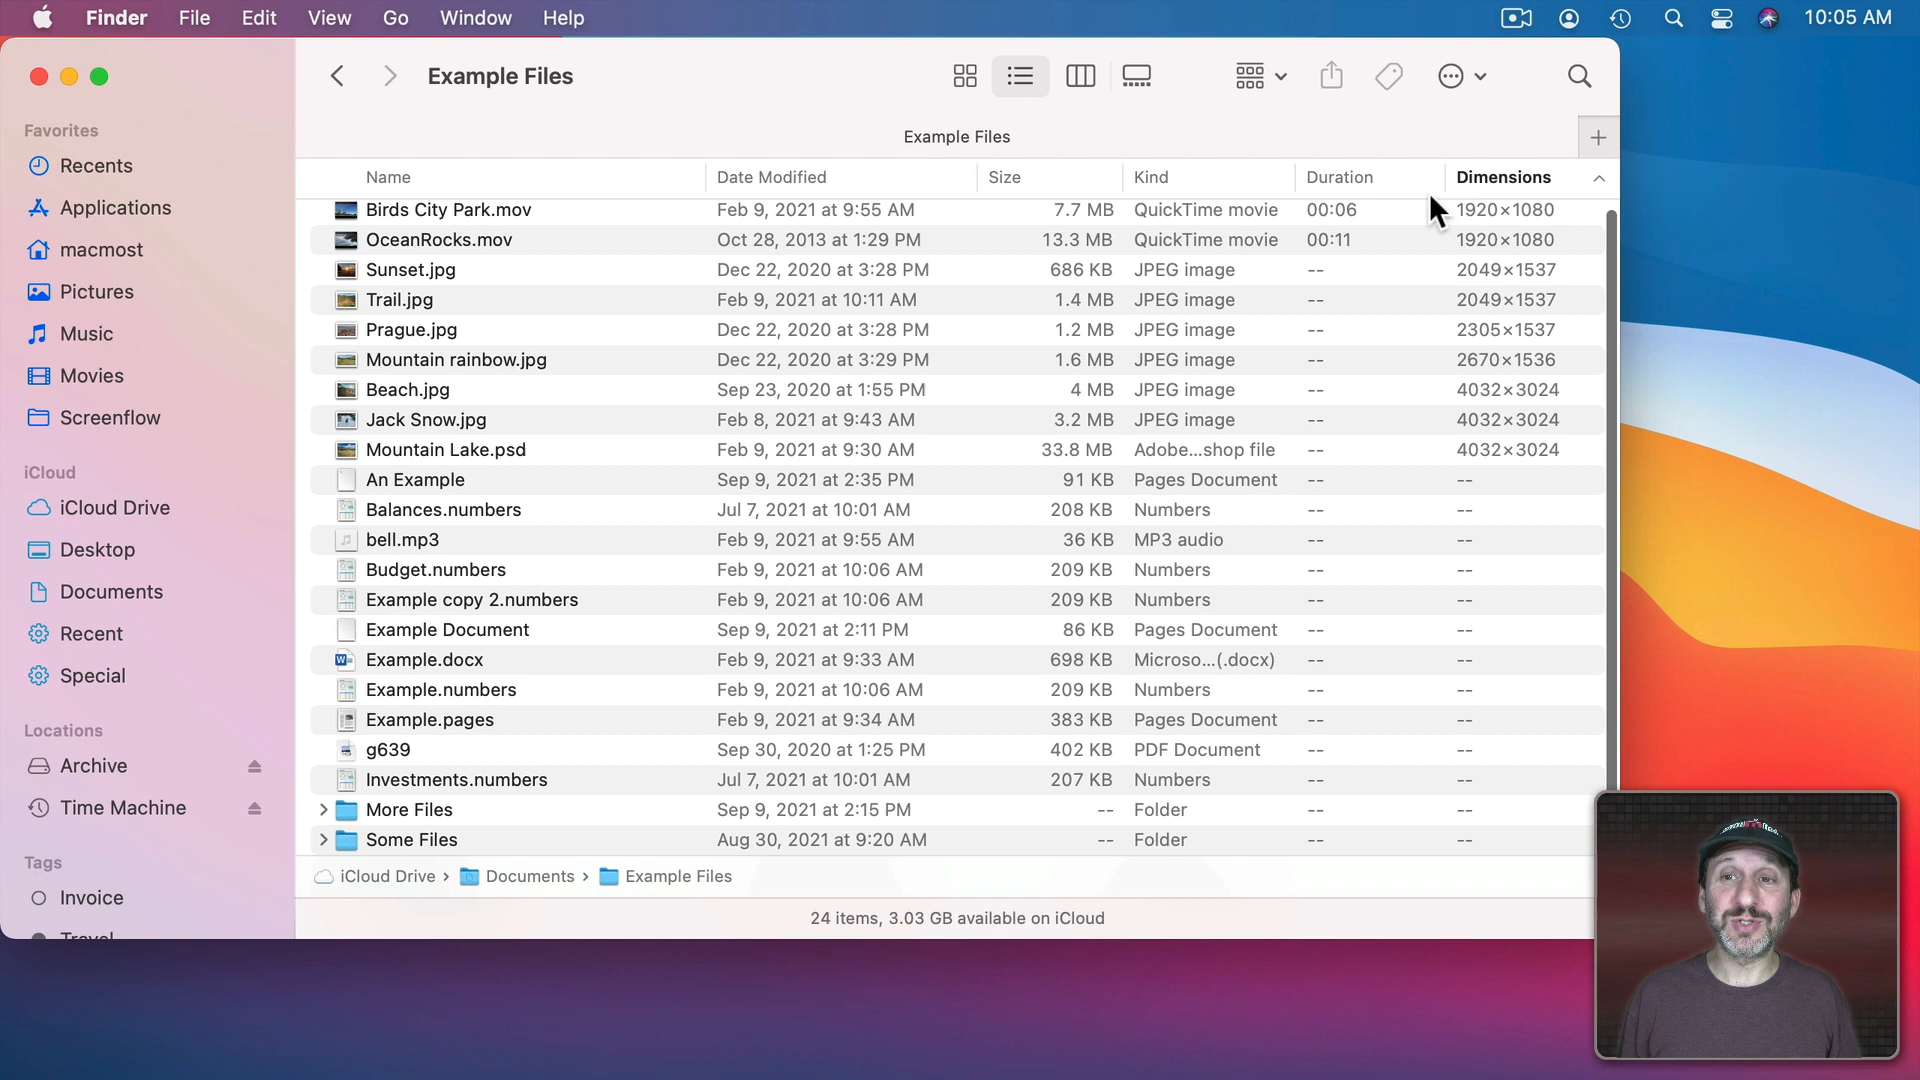 Finder File Edit View Go Window Help 10:05 AM
Example Files
Example Files
Favorites
Recents
Applications
macmost
Pictures
Music
Movies
Screenflow
iCloud
iCloud Drive
Desktop
Documents
Recent
Special
Locations
Archive
Time Machine
Tags
Invoice
Travel
Name Date Modified Size Kind Duration Dimensions
Birds City Park.mov Feb 9, 2021 at 9:55 AM 7.7 MB QuickTime movie 00:06 1920×1080
OceanRocks.mov Oct 28, 2013 at 1:29 PM 13.3 MB QuickTime movie 00:11 1920×1080
Sunset.jpg Dec 22, 2020 at 3:28 PM 686 KB JPEG image -- 2049×1537
Trail.jpg Feb 9, 2021 at 10:11 AM 1.4 MB JPEG image -- 2049×1537
Prague.jpg Dec 22, 2020 at 3:28 PM 1.2 MB JPEG image -- 2305×1537
Mountain rainbow.jpg Dec 22, 2020 at 3:29 PM 1.6 MB JPEG image -- 2670×1536
Beach.jpg Sep 23, 2020 at 1:55 PM 4 MB JPEG image -- 4032×3024
Jack Snow.jpg Feb 8, 2021 at 9:43 AM 3.2 MB JPEG image -- 4032×3024
Mountain Lake.psd Feb 9, 2021 at 9:30 AM 33.8 MB Adobe...shop file -- 4032×3024
An Example Sep 9, 2021 at 2:35 PM 91 KB Pages Document -- --
Balances.numbers Jul 7, 2021 at 10:01 AM 208 KB Numbers -- --
bell.mp3 Feb 9, 2021 at 9:55 AM 36 KB MP3 audio -- --
Budget.numbers Feb 9, 2021 at 10:06 AM 209 KB Numbers -- --
Example copy 2.numbers Feb 9, 2021 at 10:06 AM 209 KB Numbers -- --
Example Document Sep 9, 2021 at 2:11 PM 86 KB Pages Document -- --
Example.docx Feb 9, 2021 at 9:33 AM 698 KB Microso...(.docx) -- --
Example.numbers Feb 9, 2021 at 10:06 AM 209 KB Numbers -- --
Example.pages Feb 9, 2021 at 9:34 AM 383 KB Pages Document -- --
g639 Sep 30, 2020 at 1:25 PM 402 KB PDF Document -- --
Investments.numbers Jul 7, 2021 at 10:01 AM 207 KB Numbers -- --
More Files Sep 9, 2021 at 2:15 PM -- Folder -- --
Some Files Aug 30, 2021 at 9:20 AM -- Folder -- --
iCloud Drive › Documents › Example Files
24 items, 3.03 GB available on iCloud